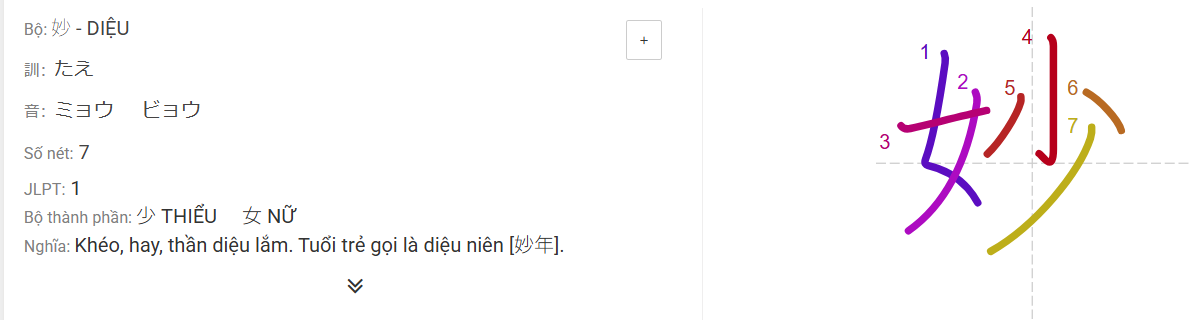 Bộ: 妙 - DIỆU
+
訓: たえ
音: ミョウ ビョウ
Số nét: 7
JLPT: 1
Bộ thành phần: 少 THIỂU 女 NỮ
Nghĩa: Khéo, hay, thần diệu lắm. Tuổi trẻ gọi là diệu niên [妙年].
妙
1
2
3
4
5
6
7